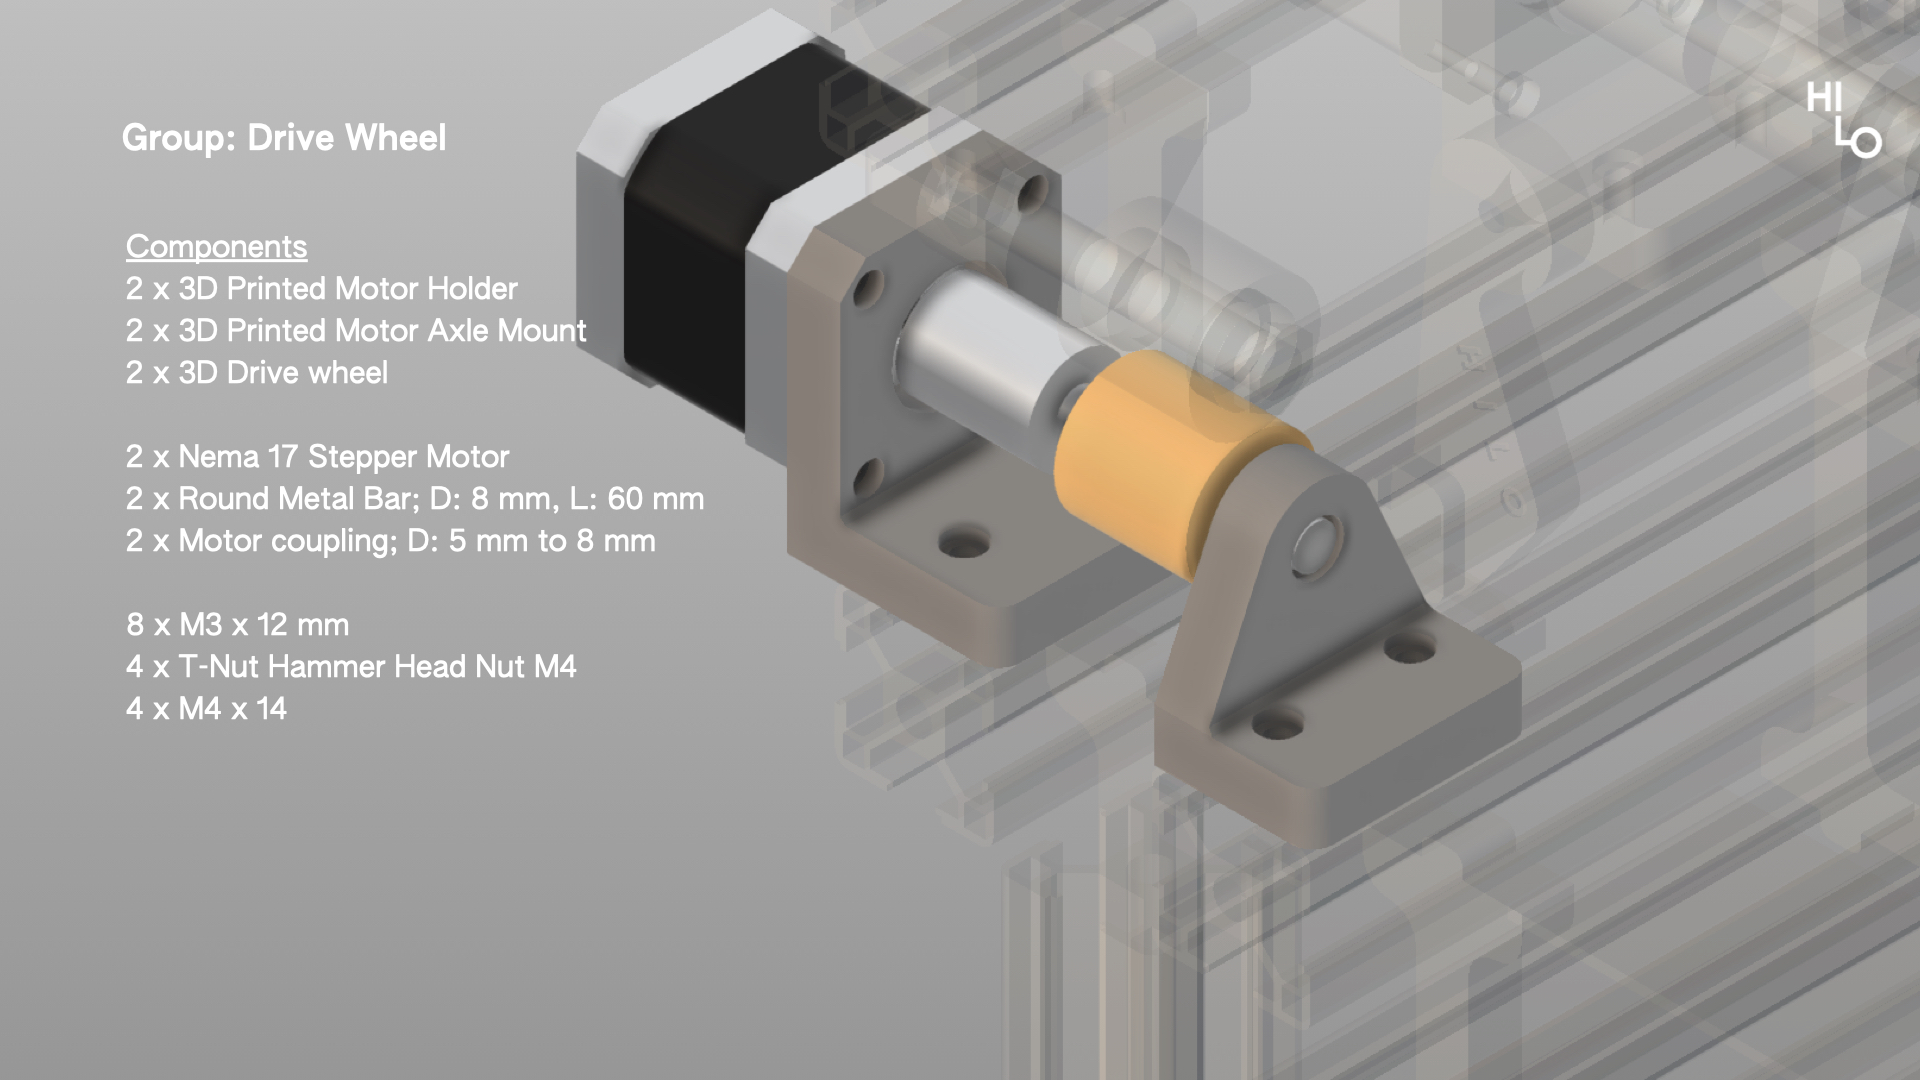 Group: Drive Wheel
HI
LO
Components
2 x 3D Printed Motor Holder
2 x 3D Printed Motor Axle Mount
2 x 3D Drive wheel
2 x Nema 17 Stepper Motor
2 x Round Metal Bar; D: 8 mm, L: 60 mm
2 x Motor coupling; D: 5 mm to 8 mm
8 x M3 x 12 mm
4 x T-Nut Hammer Head Nut M4
4 x M4 x 14